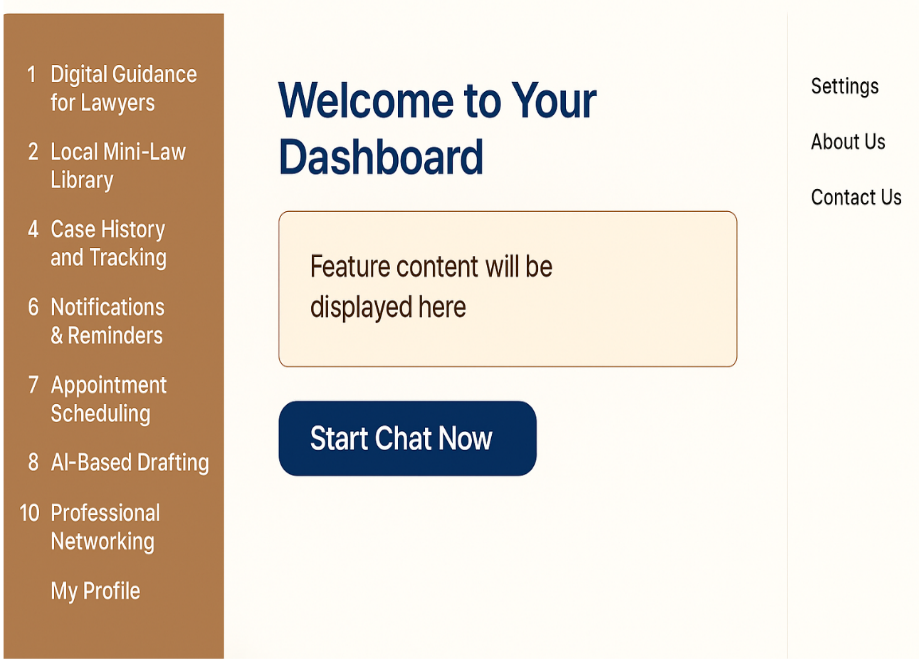 1 Digital Guidance
for Lawyers
2 Local Mini-Law
Library
4 Case History
and Tracking
6 Notifications
& Reminders
7 Appointment
Scheduling
8 AI-Based Drafting
10 Professional
Networking
My Profile
Welcome to Your
Dashboard
Feature content will be
displayed here
Start Chat Now
Settings
About Us
Contact Us